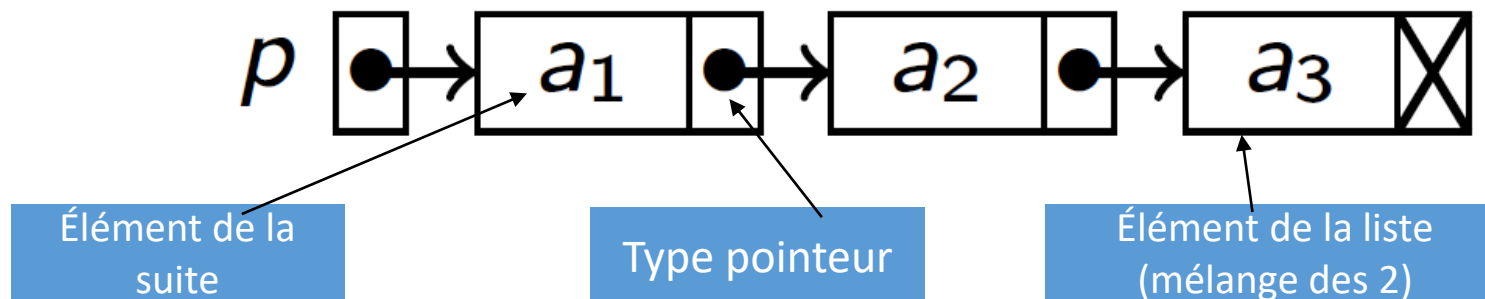 p a₁ a₂ a₃
Élément de la
suite
Type pointeur
Élément de la liste
(mélange des 2)